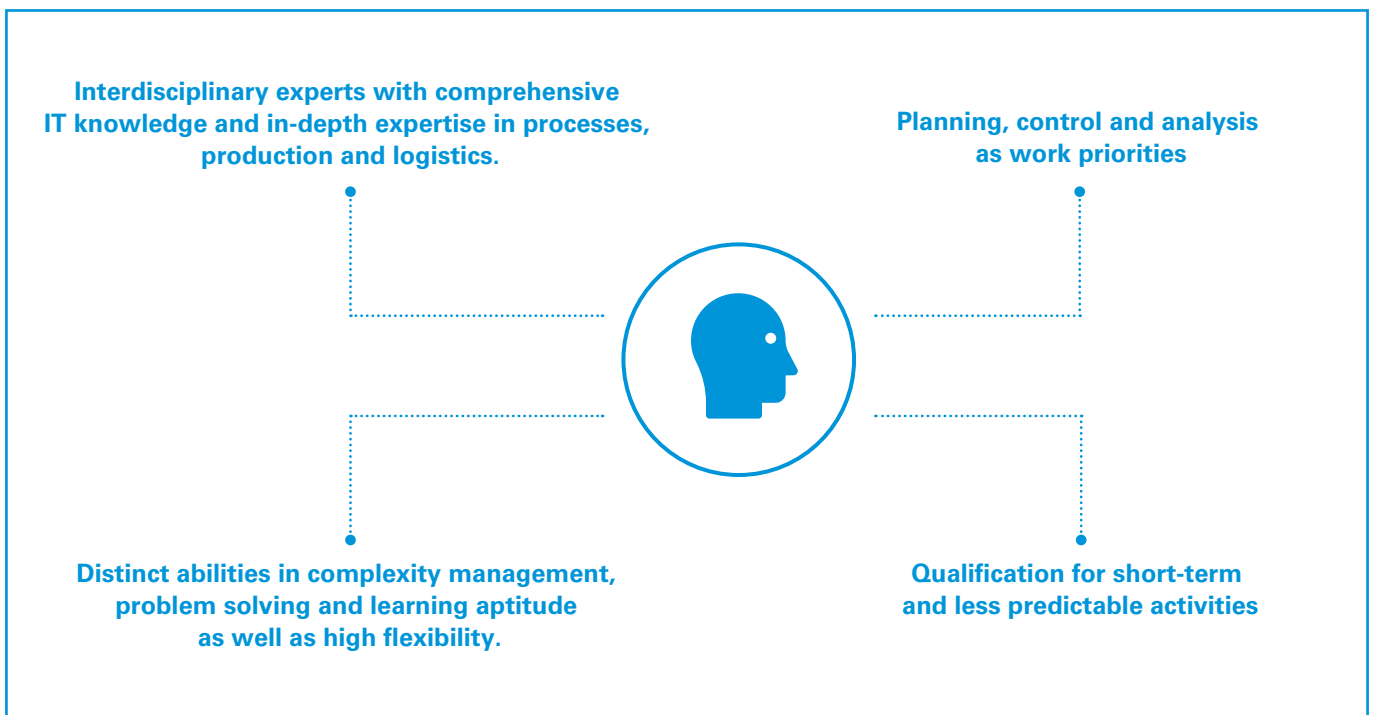 Interdisciplinary experts with comprehensive
IT knowledge and in-depth expertise in processes,
production and logistics.
Planning, control and analysis
as work priorities
Distinct abilities in complexity management,
problem solving and learning aptitude
as well as high flexibility.
Qualification for short-term
and less predictable activities